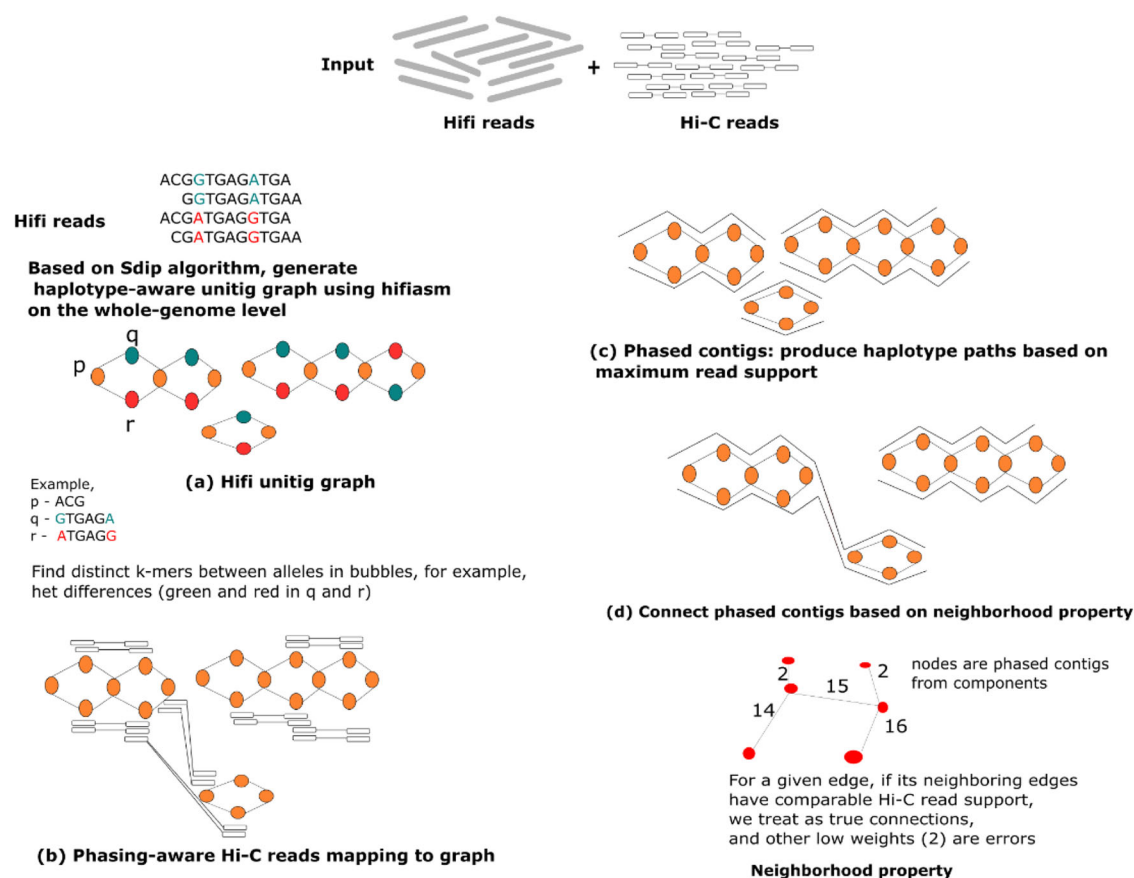 Input
+
Hifi reads
Hi-C reads
ACGGTGAGATGA
GGTGAGATGAA
ACGATGAGGTGA
CGATGAGGTGAA
Hifi reads
Based on Sdip algorithm, generate
haplotype-aware unitig graph using hifiasm
on the whole-genome level
q
p
r
(a) Hifi unitig graph
Example,
p - ACG
q - GTGAGA
r - ATGAGG
Find distinct k-mers between alleles in bubbles, for example,
het differences (green and red in q and r)
(b) Phasing-aware Hi-C reads mapping to graph
(c) Phased contigs: produce haplotype paths based on
maximum read support
(d) Connect phased contigs based on neighborhood property
2
15
2
14
16
nodes are phased contigs
from components
For a given edge, if its neighboring edges
have comparable Hi-C read support,
we treat as true connections,
and other low weights (2) are errors
Neighborhood property